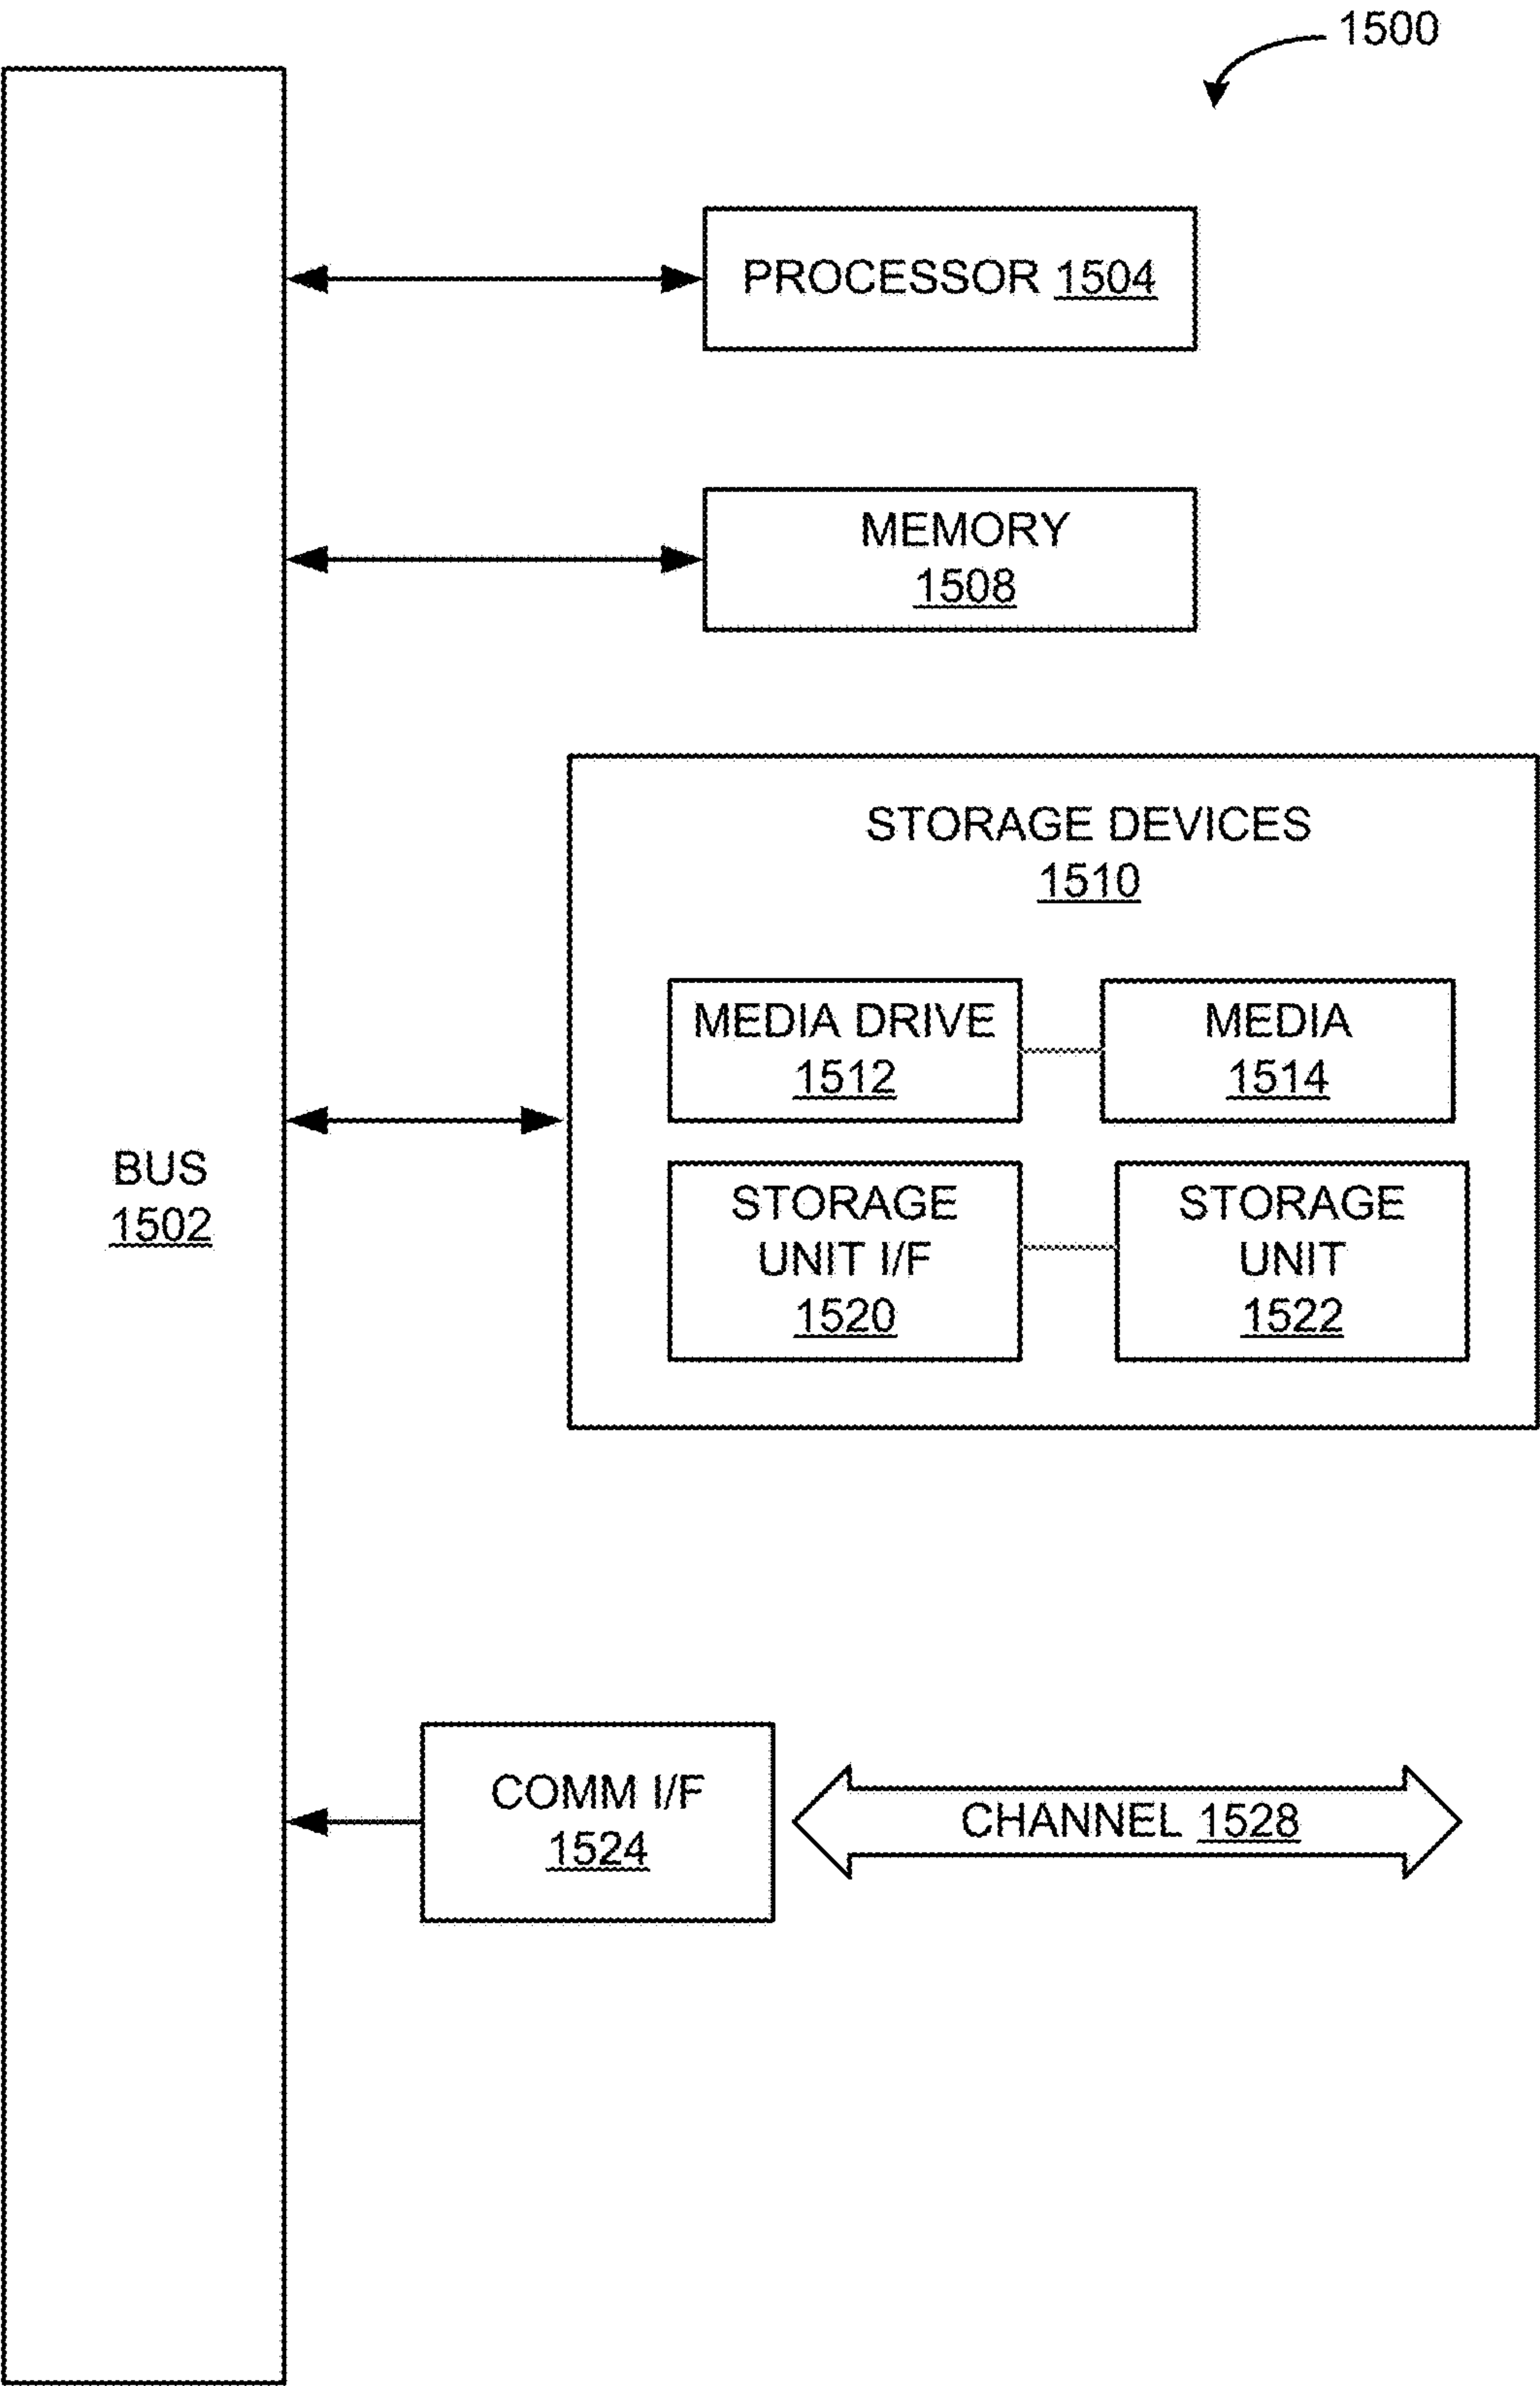 1500
PROCESSOR 1504
MEMORY
1508
STORAGE DEVICES
1510
MEDIA DRIVE
1512
MEDIA
1514
BUS
1502
STORAGE
UNIT I/F
1520
STORAGE
UNIT
1522
COMM I/F
1524
CHANNEL 1528